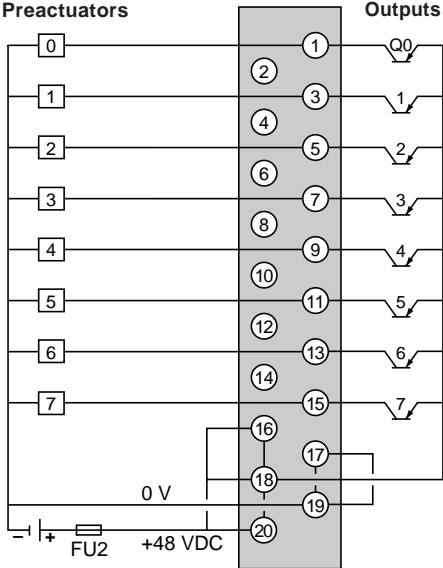 Preactuators Outputs
0 1 Q0
2
1 3 1
4
2 5 2
6
3 7 3
8
4 9 4
10
5 11 5
12
6 13 6
14
7 15 7
16
17
18
0 V 19
– + FU2 +48 VDC 20